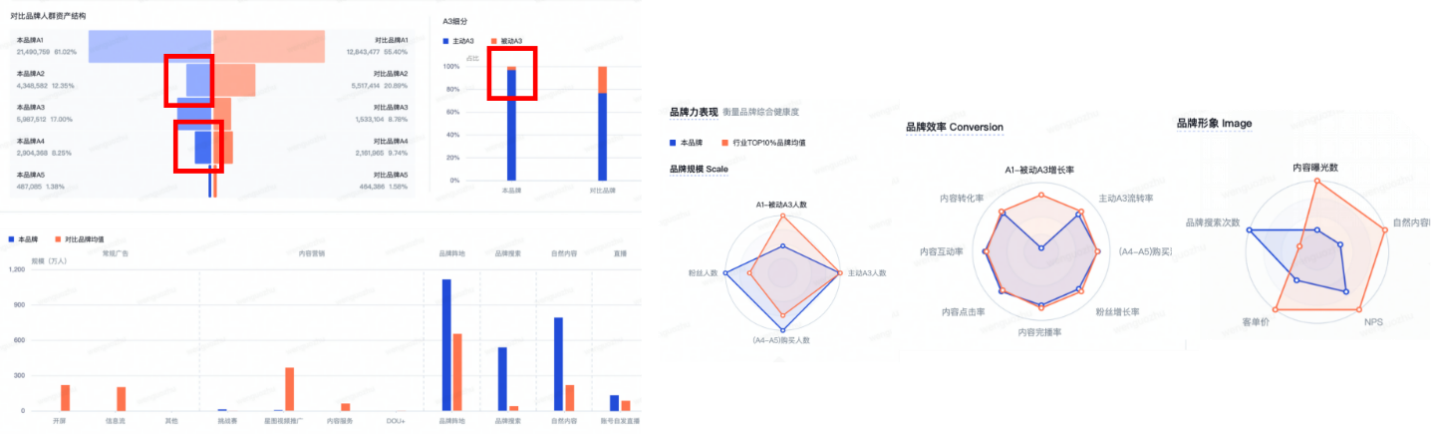 对比品牌人群资产结构
本品牌A1
21,490,759 61.02%
对比品牌A1
12,843,477 55.40%
本品牌A2
4,348,582 12.35%
对比品牌A2
5,517,414 20.89%
本品牌A3
5,987,512 17.00%
对比品牌A3
1,533,104 8.78%
本品牌A4
2,904,368 8.25%
对比品牌A4
2,161,965 9.74%
本品牌A5
487,085 1.38%
对比品牌A5
464,386 1.58%
A3细分
主动A3 被动A3
占比
100%
80%
60%
40%
20%
0%
本品牌 对比品牌
本品牌 对比品牌均值
规模（万人）
常规广告 内容营销 品牌阵地 品牌搜索 自然内容 直播
1,200
900
600
300
0
开屏 信息流 其他 挑战赛 星图视频推广 内容服务 DOU+ 品牌阵地 品牌搜索 自然内容 账号自发直播
品牌力表现 衡量品牌综合健康度
本品牌 行业TOP10%品牌均值
品牌规模 Scale
A1-被动A3人数
粉丝人数
主动A3人数
(A4-A5)购买人数
品牌效率 Conversion
A1-被动A3增长率
内容转化率
主动A3流转率
内容互动率
(A4-A5)购买
内容点击率
粉丝增长率
内容完播率
品牌形象 Image
内容曝光数
品牌搜索次数
自然内容
客单价
NPS